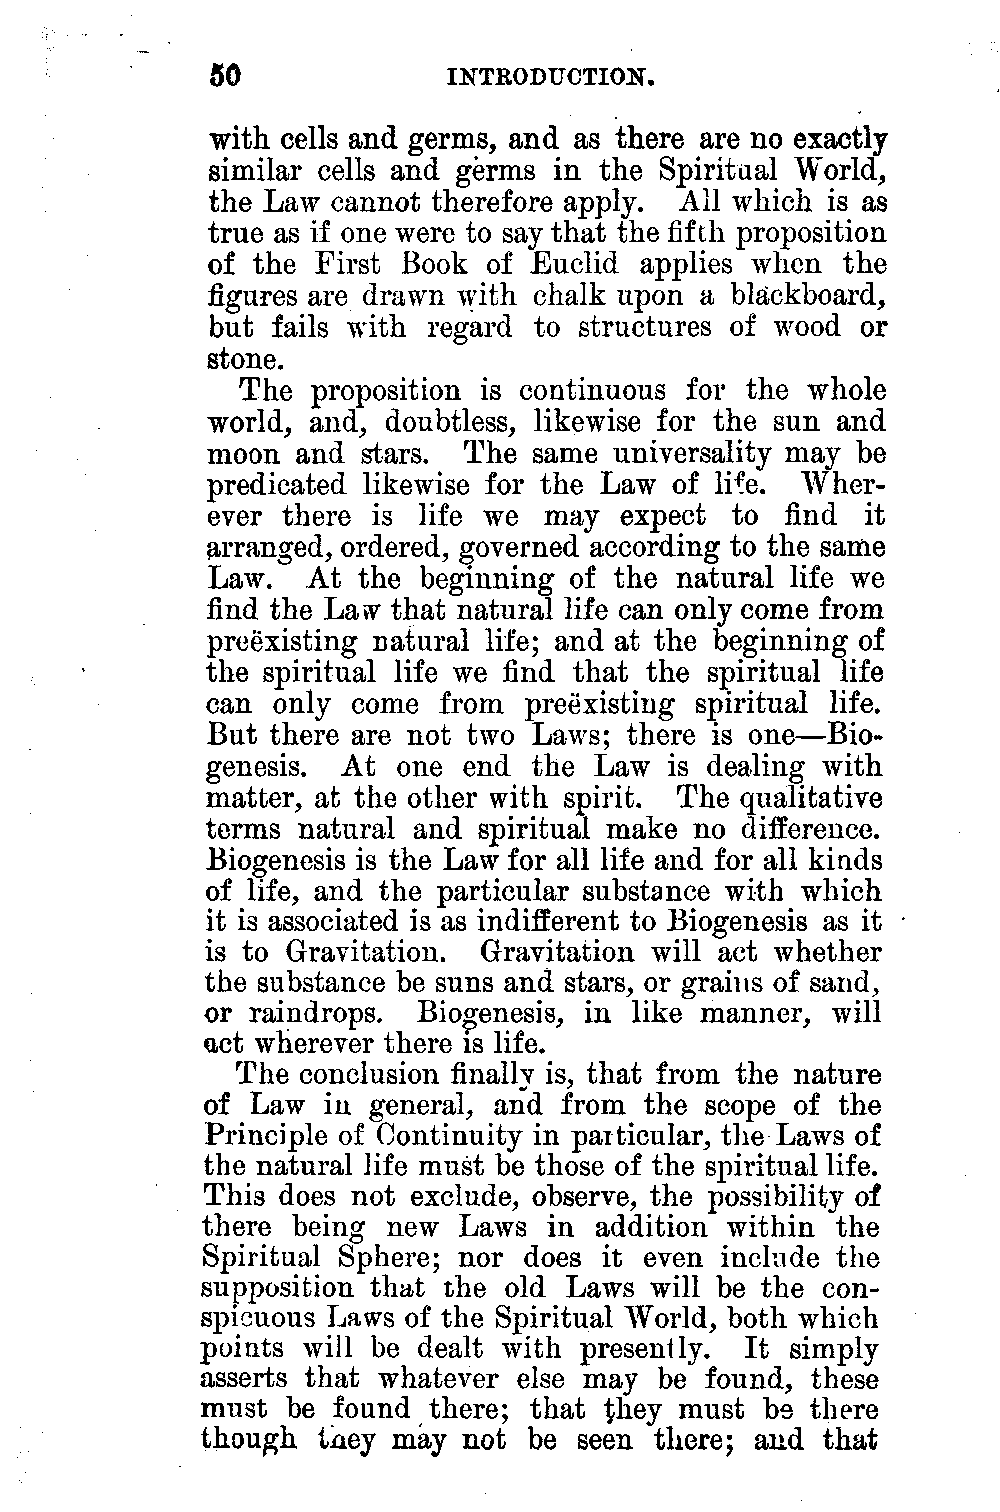 50 INTRODUCTION.
with cells and germs, and as there are no exactly
similar cells and germs in the Spiritual World,
the Law cannot therefore apply. All which is as
true as if one were to say that the fifth proposition
of the First Book of Euclid applies when the
figures are drawn with chalk upon a blackboard,
but fails with regard to structures of wood or
stone.
The proposition is continuous for the whole
world, and, doubtless, likewise for the sun and
moon and stars. The same universality may be
predicated likewise for the Law of life. Wher-
ever there is life we may expect to find it
arranged, ordered, governed according to the same
Law. At the beginning of the natural life we
find the Law that natural life can only come from
preëxisting natural life; and at the beginning of
the spiritual life we find that the spiritual life
can only come from preëxisting spiritual life.
But there are not two Laws; there is one—Bio-
genesis. At one end the Law is dealing with
matter, at the other with spirit. The qualitative
terms natural and spiritual make no difference.
Biogenesis is the Law for all life and for all kinds
of life, and the particular substance with which
it is associated is as indifferent to Biogenesis as it
is to Gravitation. Gravitation will act whether
the substance be suns and stars, or grains of sand,
or raindrops. Biogenesis, in like manner, will
act wherever there is life.
The conclusion finally is, that from the nature
of Law in general, and from the scope of the
Principle of Continuity in particular, the Laws of
the natural life must be those of the spiritual life.
This does not exclude, observe, the possibility of
there being new Laws in addition within the
Spiritual Sphere; nor does it even include the
supposition that the old Laws will be the con-
spicuous Laws of the Spiritual World, both which
points will be dealt with presently. It simply
asserts that whatever else may be found, these
must be found there; that they must be there
though they may not be seen there; and that